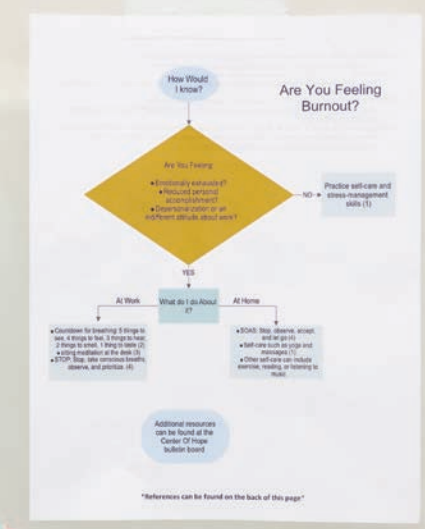 How Would
I know?
Are You Feeling
Burnout?
Are You Feeling
●Emotionally exhausted?
●Reduced personal
accomplishment?
●Depersonalization or an
indifferent attitude about work?
NO
Practice self-care and
stress-management
skills (1)
YES
At Work
What do I do About
it?
At Home
●Countdown for breathing: 5 things to
see, 4 things to feel, 3 things to hear,
2 things to smell, 1 thing to taste (2)
●sitting meditation at the desk (3)
●STOP: Stop, take conscious breaths,
observe, and prioritize. (4)
●SOAS: Stop, observe, accept,
and let go (4)
●Self-care such as yoga and
massages (1)
●Other self-care can include
exercise, reading, or listening to
music
Additional resources
can be found at the
Center Of Hope
bulletin board
*References can be found on the back of this page*